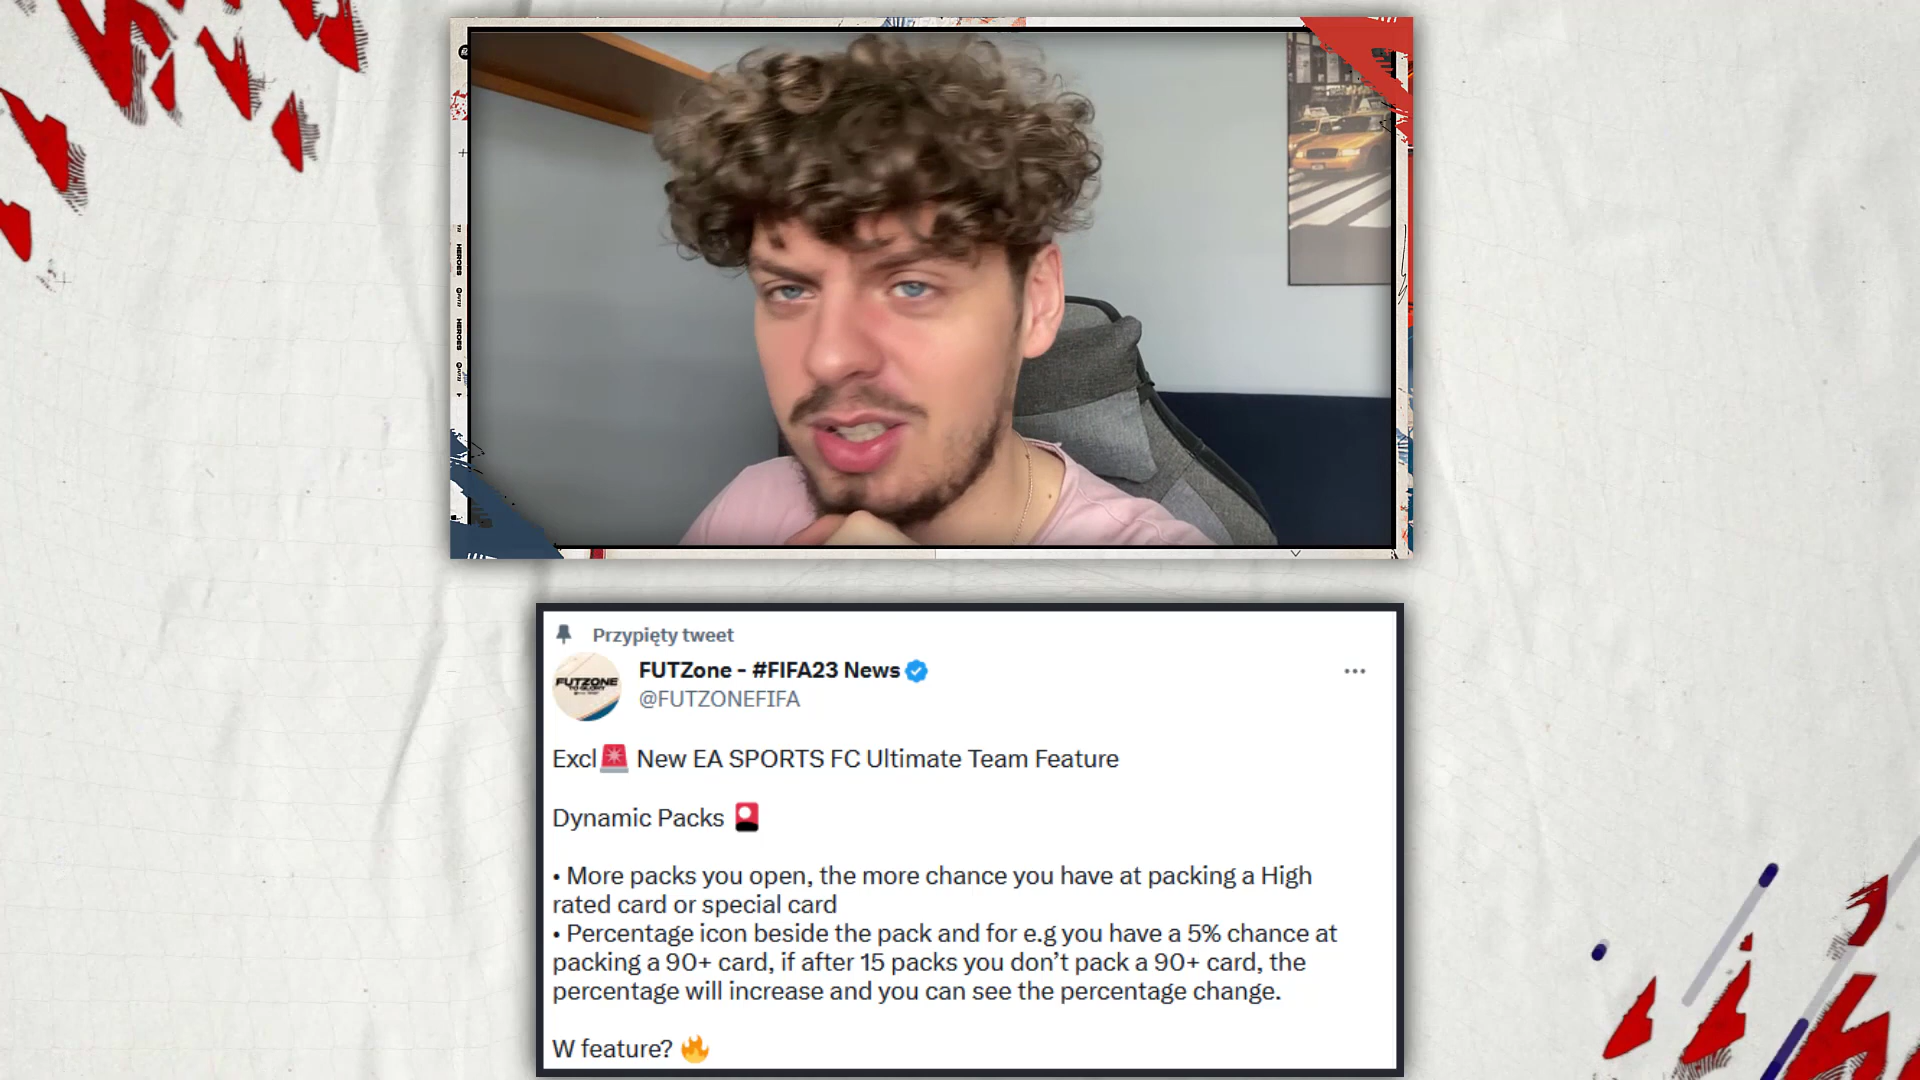 HEROES
HEROES
Przypięty tweet
FUTZONE
FUTZone - #FIFA23 News
@FUTZONEFIFA
Excl🚨 New EA SPORTS FC Ultimate Team Feature
Dynamic Packs 🎴
• More packs you open, the more chance you have at packing a High
rated card or special card
• Percentage icon beside the pack and for e.g you have a 5% chance at
packing a 90+ card, if after 15 packs you don’t pack a 90+ card, the
percentage will increase and you can see the percentage change.
W feature? 🔥